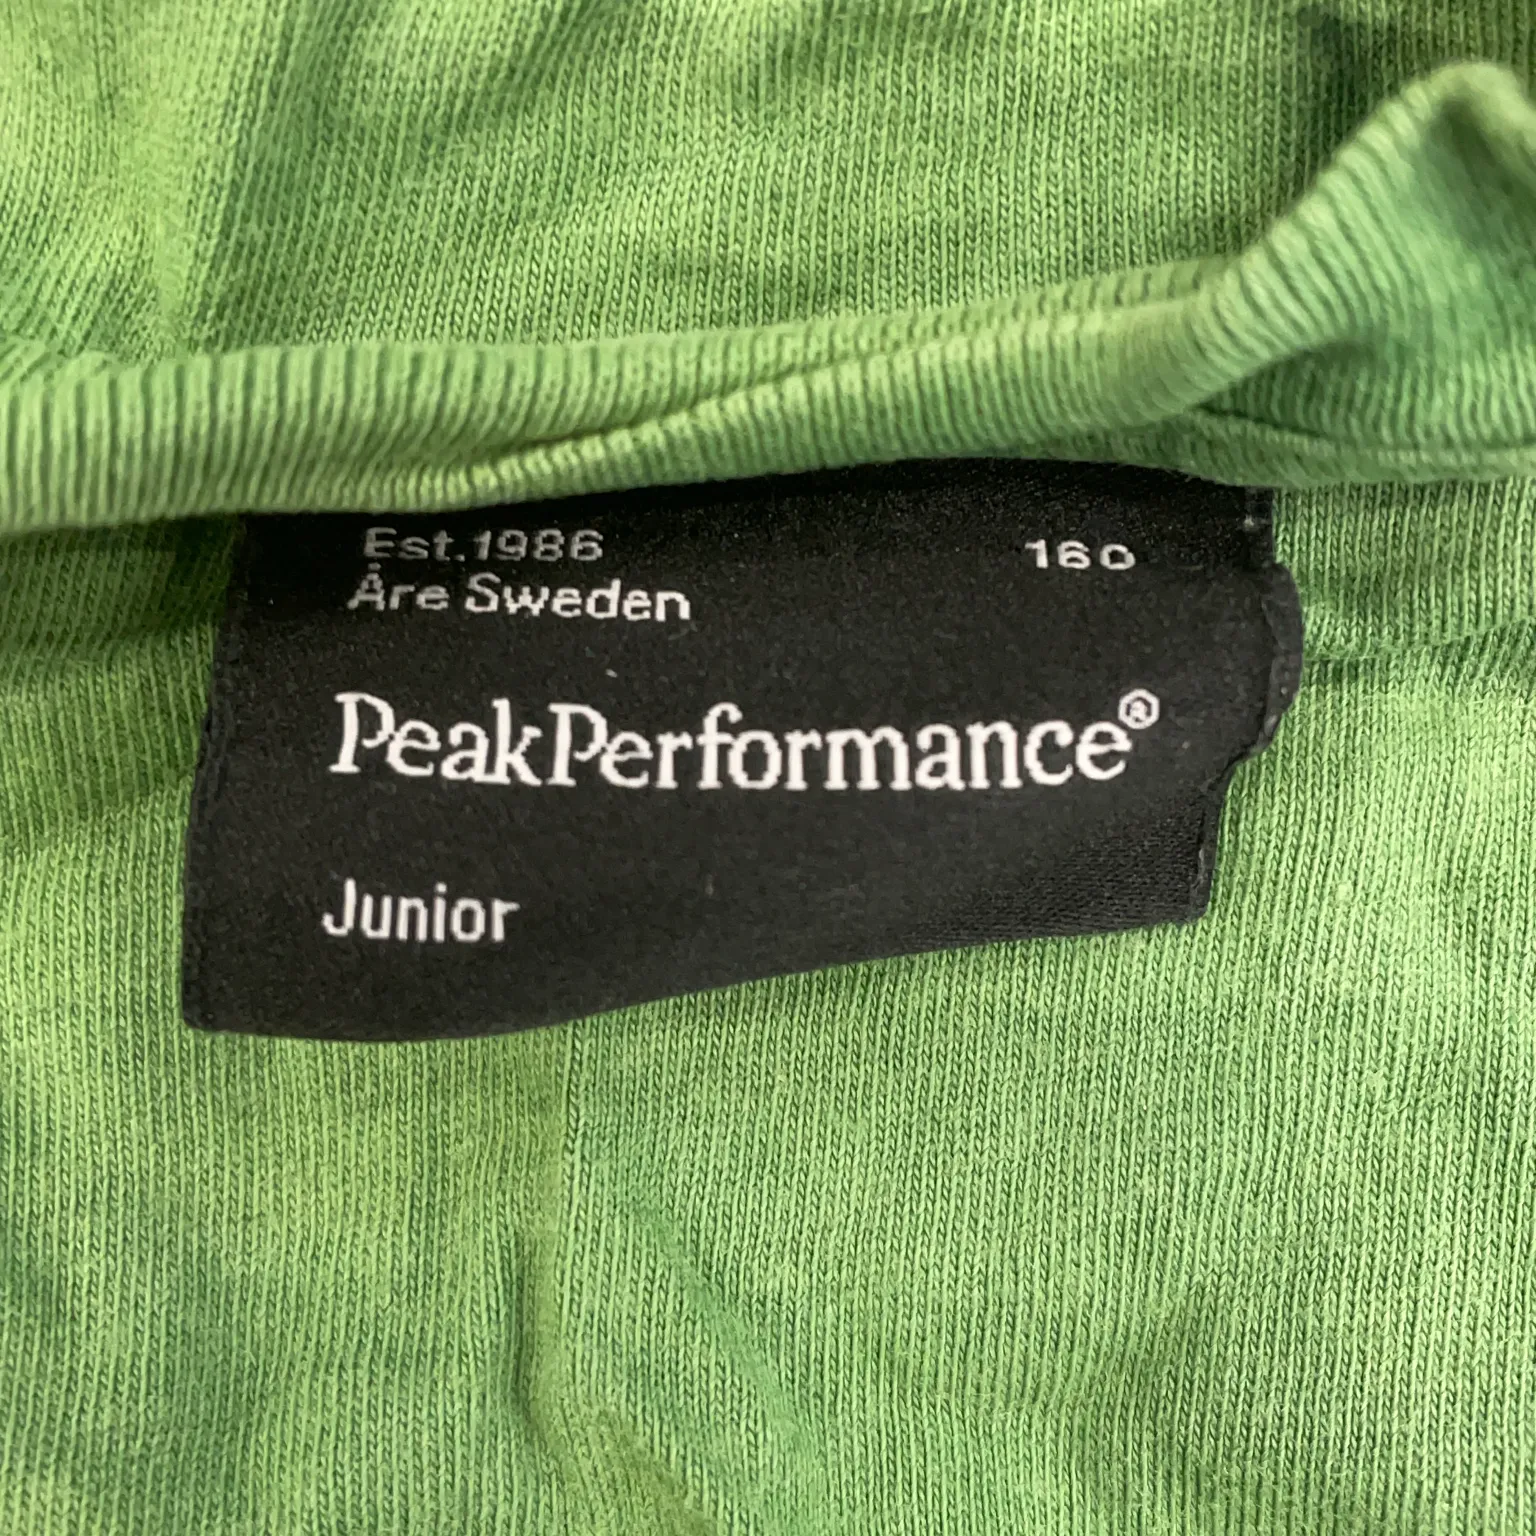 Est.1986 160
Åre Sweden
PeakPerformance®
Junior